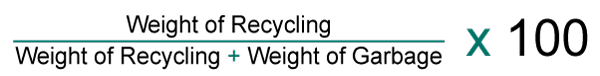 Weight of Recycling
Weight of Recycling + Weight of Garbage x 100